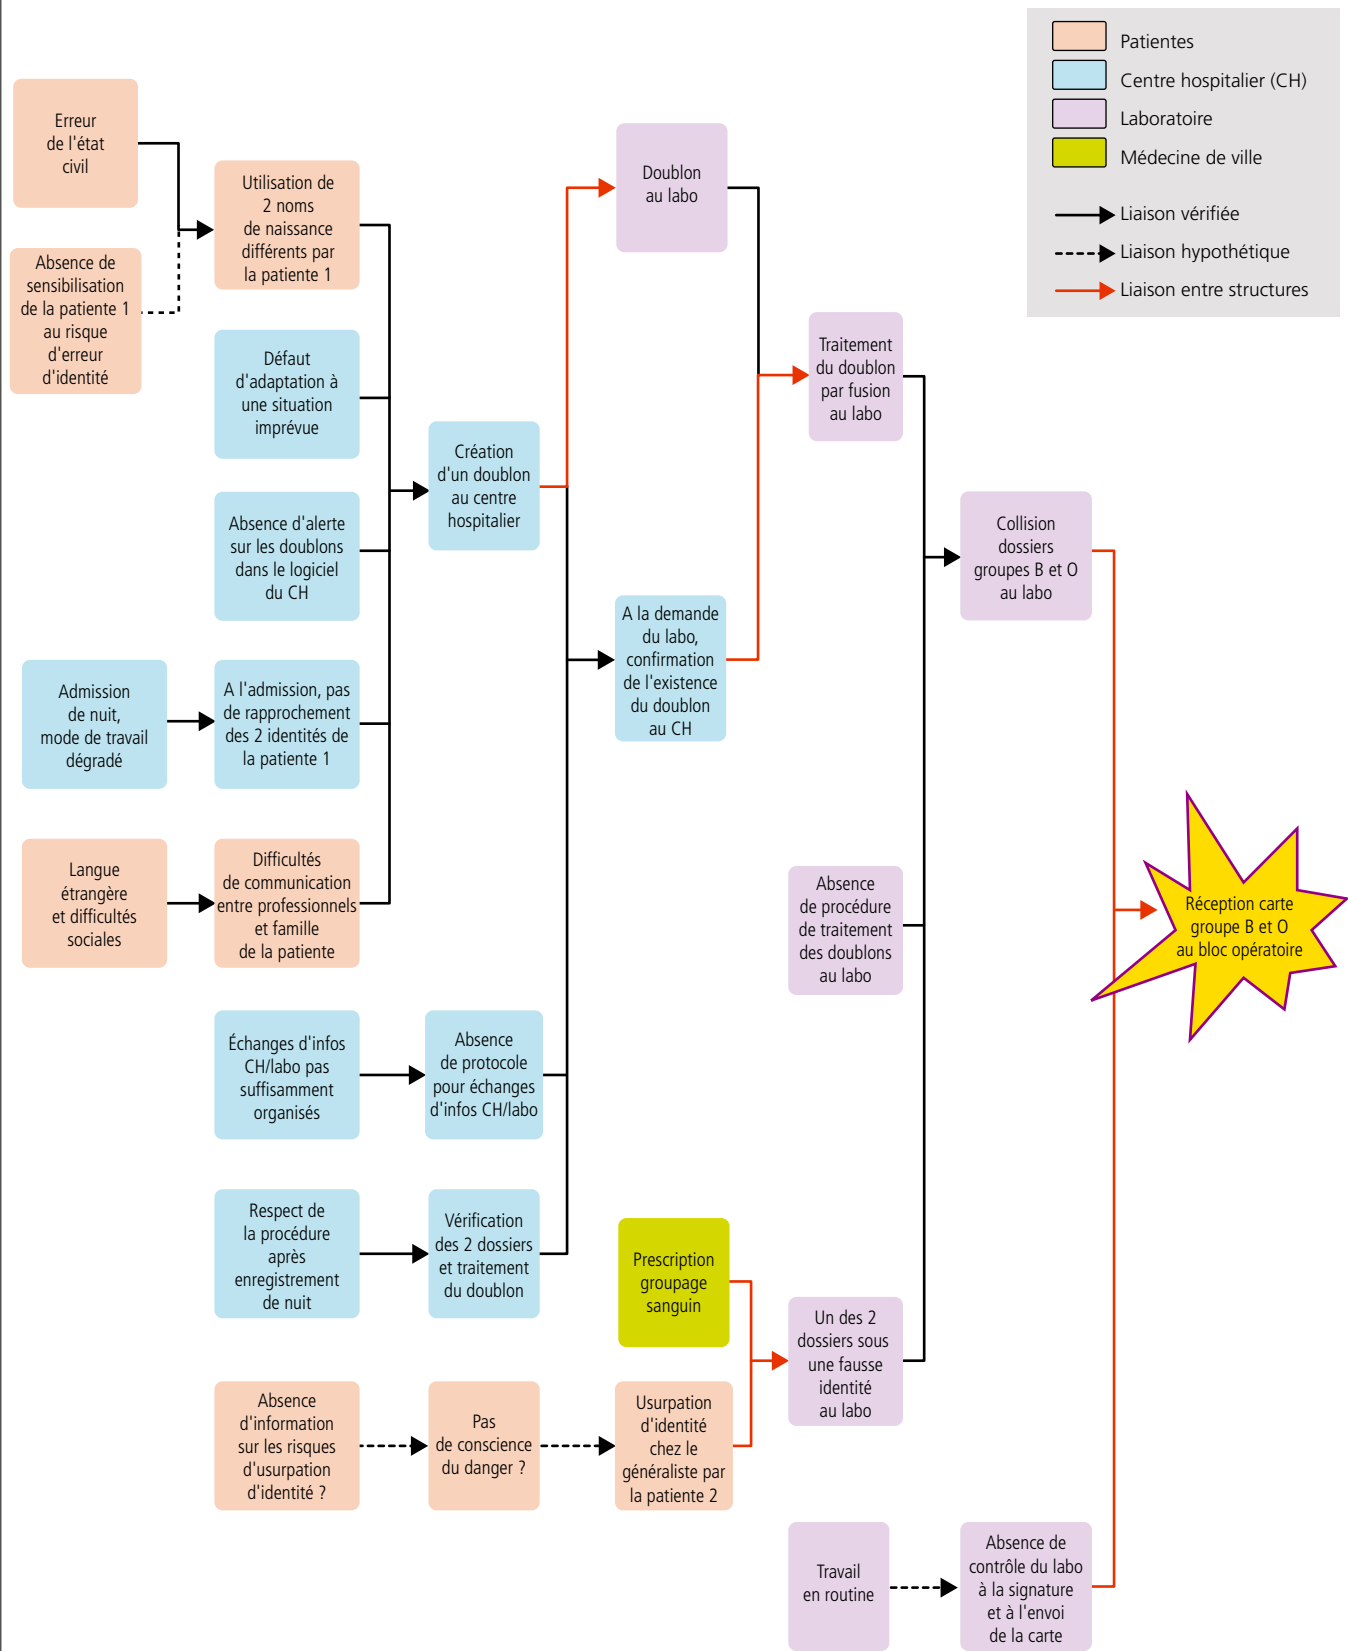 Patientes
Centre hospitalier (CH)
Laboratoire
Médecine de ville
Liaison vérifiée
Liaison hypothétique
Liaison entre structures
Erreur
de l'état
civil
Absence de
sensibilisation
de la patiente 1
au risque
d'erreur
d'identité
Utilisation de
2 noms
de naissance
différents par
la patiente 1
Défaut
d'adaptation à
une situation
imprévue
Absence d'alerte
sur les doublons
dans le logiciel
du CH
Admission
de nuit,
mode de travail
dégradé
A l'admission, pas
de rapprochement
des 2 identités de
la patiente 1
Langue
étrangère
et difficultés
sociales
Difficultés
de communication
entre professionnels
et famille
de la patiente
Création
d'un doublon
au centre
hospitalier
Doublon
au labo
A la demande
du labo,
confirmation
de l'existence
du doublon
au CH
Traitement
du doublon
par fusion
au labo
Collision
dossiers
groupes B et O
au labo
Absence
de procédure
de traitement
des doublons
au labo
Réception carte
groupe B et O
au bloc opératoire
Échanges d'infos
CH/labo pas
suffisamment
organisés
Absence
de protocole
pour échanges
d'infos CH/labo
Respect de
la procédure
après
enregistrement
de nuit
Vérification
des 2 dossiers
et traitement
du doublon
Prescription
groupage
sanguin
Un des 2
dossiers sous
une fausse
identité
au labo
Absence
d'information
sur les risques
d'usurpation
d'identité ?
Pas
de conscience
du danger ?
Usurpation
d'identité
chez le
généraliste par
la patiente 2
Travail
en routine
Absence de
contrôle du labo
à la signature
et à l'envoi
de la carte